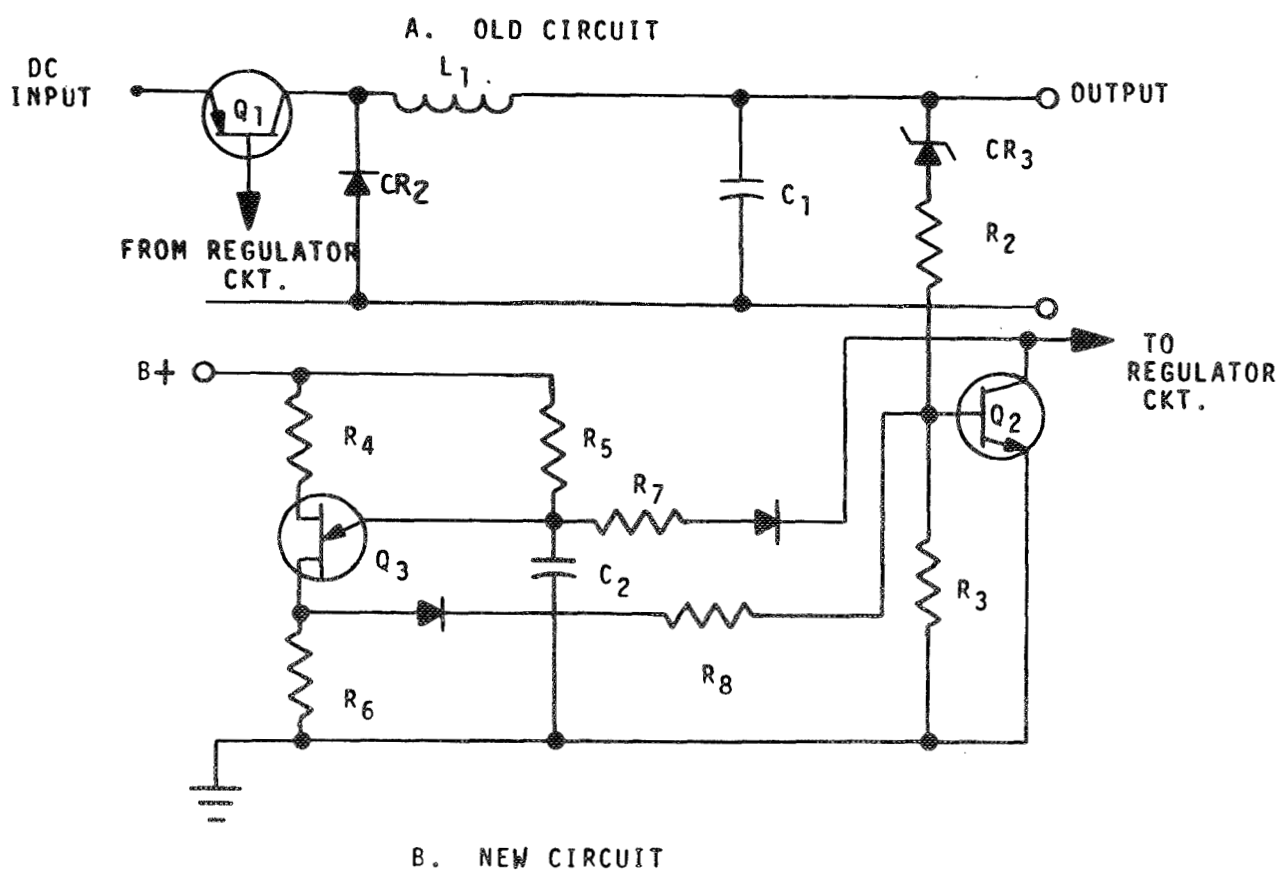 A. OLD CIRCUIT
DC
INPUT
L1
OUTPUT
Q1
CR3
CR2
C1
R2
FROM REGULATOR
CKT.
TO
REGULATOR
CKT.
B+
Q2
R4
R5
R7
Q3
C2
R3
R8
R6
B. NEW CIRCUIT